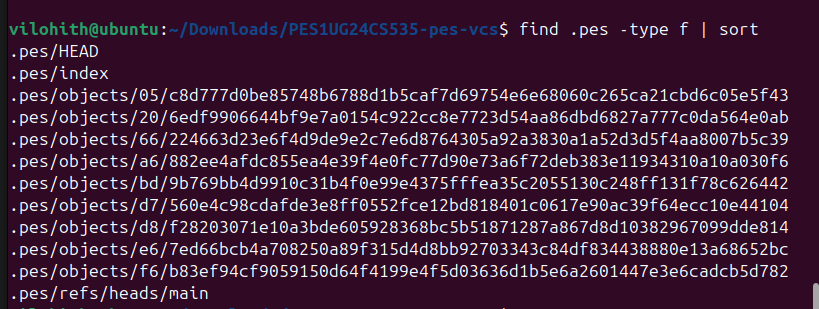 vilohith@ubuntu:~/Downloads/PES1UG24CS535-pes-vcs$ find .pes -type f | sort
.pes/HEAD
.pes/index
.pes/objects/05/c8d777d0be85748b6788d1b5caf7d69754e6e68060c265ca21cbd6c05e5f43
.pes/objects/20/6edf9906644bf9e7a0154c922cc8e7723d54aa86dbd6827a777c0da564e0ab
.pes/objects/66/224663d23e6f4d9de9e2c7e6d8764305a92a3830a1a52d3d5f4aa8007b5c39
.pes/objects/a6/882ee4afdc855ea4e39f4e0fc77d90e73a6f72deb383e11934310a10a030f6
.pes/objects/bd/9b769bb4d9910c31b4f0e99e4375fffea35c2055130c248ff131f78c626442
.pes/objects/d7/560e4c98cdafde3e8ff0552fce12bd818401c0617e90ac39f64ecc10e44104
.pes/objects/d8/f28203071e10a3bde605928368bc5b51871287a867d8d10382967099dde814
.pes/objects/e6/7ed66bcb4a708250a89f315d4d8bb92703343c84df834438880e13a68652bc
.pes/objects/f6/b83ef94cf9059150d64f4199e4f5d03636d1b5e6a2601447e3e6cadcb5d782
.pes/refs/heads/main